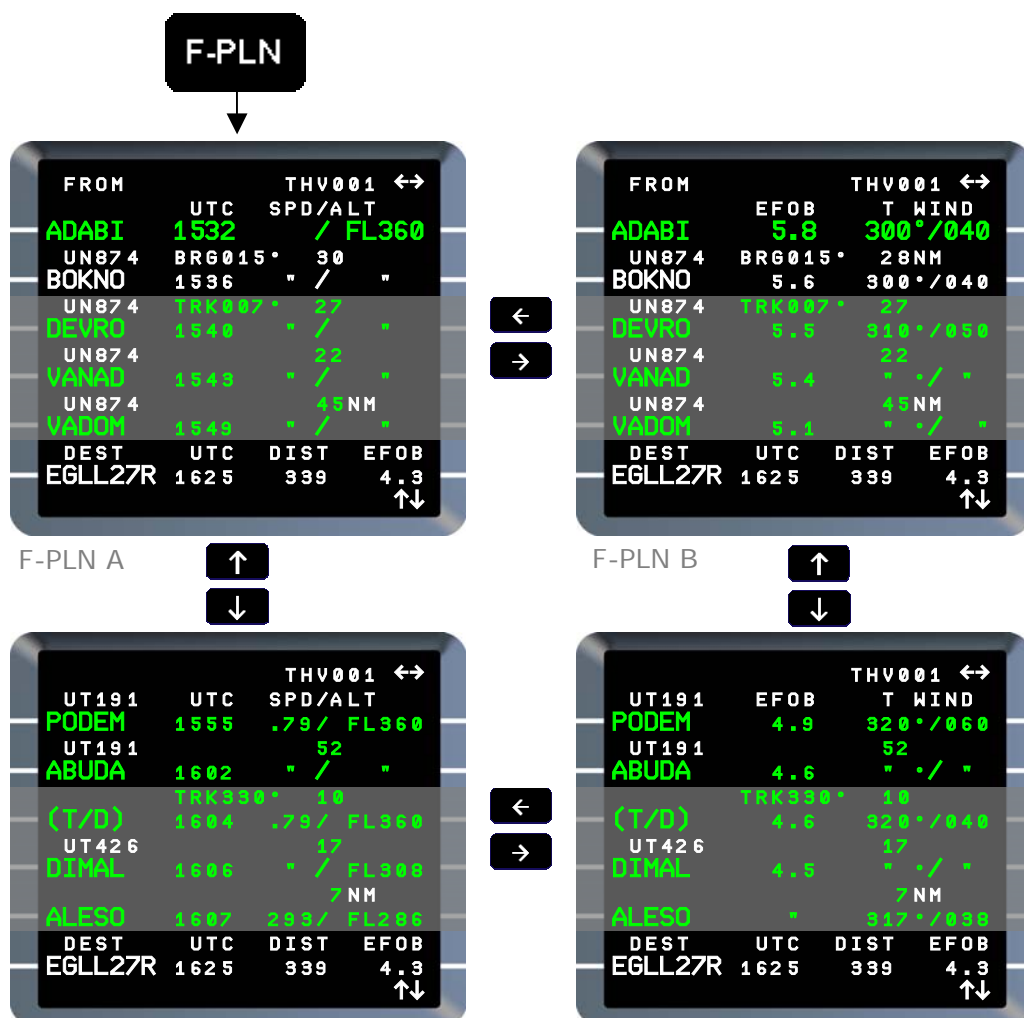 F-PLN
FROM THV001 ←→
UTC SPD/ALT
ADABI 1532 / FL360
UN874 BRG015° 30
BOKNO 1536 " / "
UN874 TRK007° 27
DEVRO 1540 " / "
UN874 22
VANAD 1543 " / "
UN874 45NM
VADOM 1549 " / "
DEST UTC DIST EFOB
EGLL27R 1625 339 4.3
↑↓
F-PLN A
←
→
FROM THV001 ←→
EFOB T WIND
ADABI 5.8 300°/040
UN874 BRG015° 28NM
BOKNO 5.6 300°/040
UN874 TRK007° 27
DEVRO 5.5 310°/050
UN874 22
VANAD 5.4 " °/ "
UN874 45NM
VADOM 5.1 " °/ "
DEST UTC DIST EFOB
EGLL27R 1625 339 4.3
↑↓
F-PLN B
↑
↓
↑
↓
THV001 ←→
UT191 UTC SPD/ALT
PODEM 1555 .79/ FL360
UT191 52
ABUDA 1602 " / "
TRK330° 10
(T/D) 1604 .79/ FL360
UT426 17
DIMAL 1606 " / FL308
7NM
ALESO 1607 293/ FL286
DEST UTC DIST EFOB
EGLL27R 1625 339 4.3
↑↓
←
→
THV001 ←→
UT191 EFOB T WIND
PODEM 4.9 320°/060
UT191 52
ABUDA 4.6 " °/ "
TRK330° 10
(T/D) 4.6 320°/040
UT426 17
DIMAL 4.5 " °/ "
7NM
ALESO " 317°/038
DEST UTC DIST EFOB
EGLL27R 1625 339 4.3
↑↓